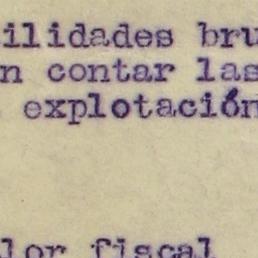 ilidades bru
n contar las
explotación
lor fiscal